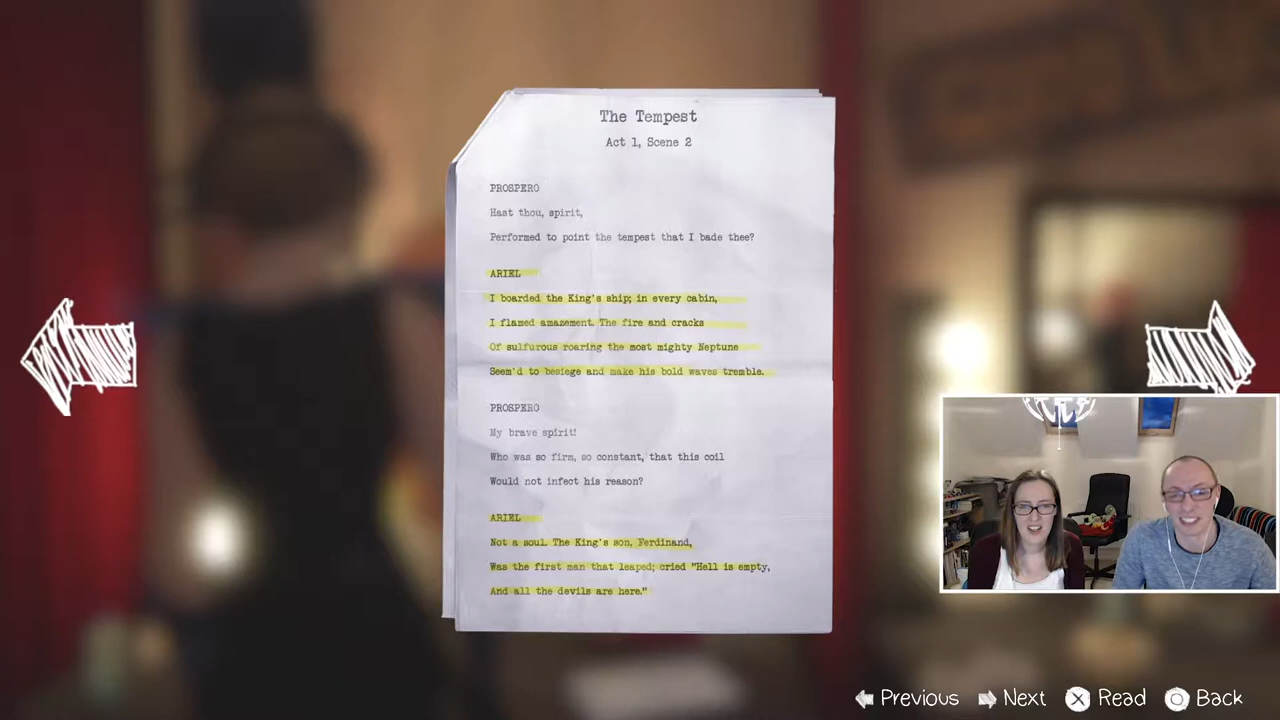 The Tempest
Act 1, Scene 2
PROSPERO
Hast thou, spirit,
Performed to point the tempest that I bade thee?
ARIEL
I boarded the King's ship; in every cabin,
I flamed amazement. The fire and cracks
Of sulfurous roaring the most mighty Neptune
Seem'd to besiege and make his bold waves tremble.
PROSPERO
My brave spirit!
Who was so firm, so constant, that this coil
Would not infect his reason?
ARIEL
Not a soul. The King's son, Ferdinand,
Was the first man that leaped; cried "Hell is empty,
And all the devils are here."
Previous Next Read Back